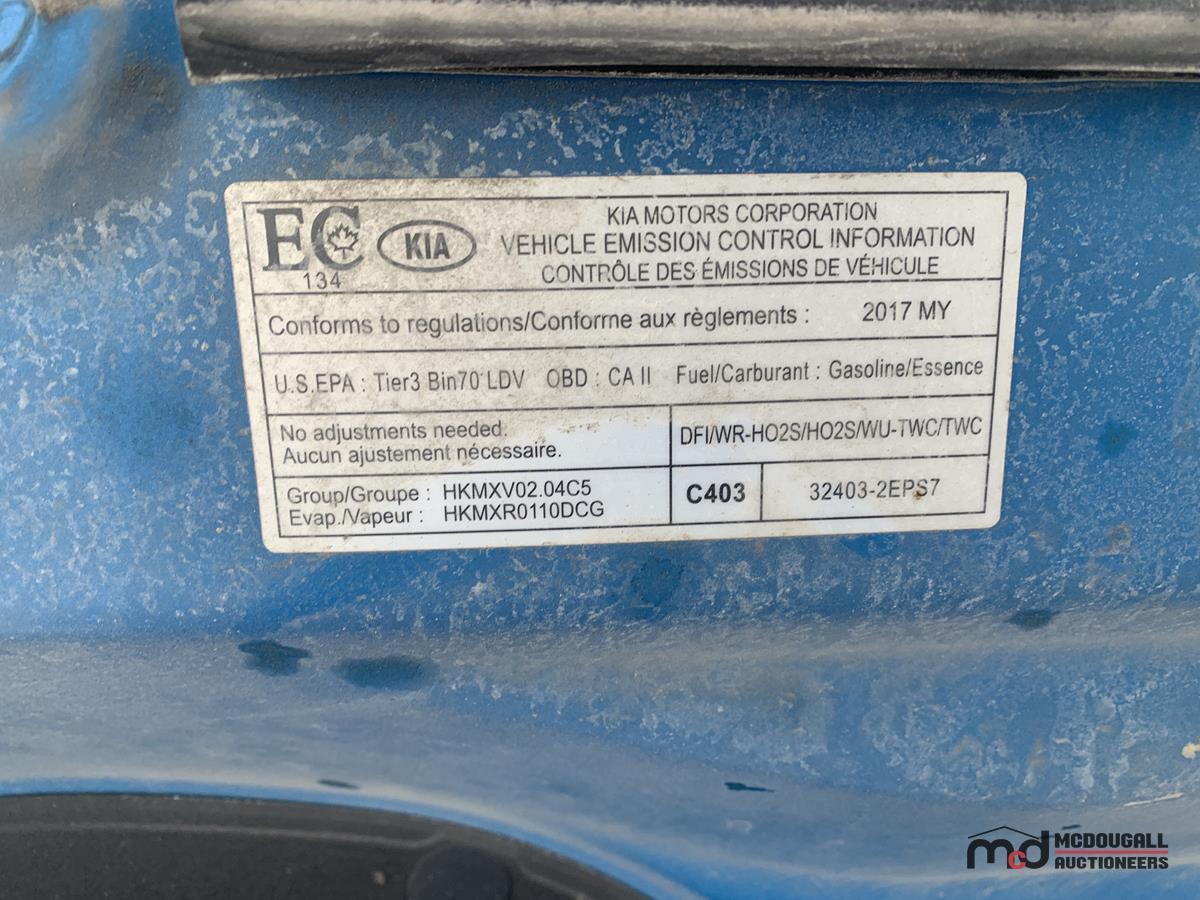 EC
134
KIA
KIA MOTORS CORPORATION
VEHICLE EMISSION CONTROL INFORMATION
CONTRÔLE DES ÉMISSIONS DE VÉHICULE
Conforms to regulations/Conforme aux règlements : 2017 MY
U.S.EPA : Tier3 Bin70 LDV OBD : CA II Fuel/Carburant : Gasoline/Essence
No adjustments needed.
Aucun ajustement nécessaire.
DFI/WR-HO2S/HO2S/WU-TWC/TWC
Group/Groupe : HKMXV02.04C5
Evap./Vapeur : HKMXR0110DCG
C403
32403-2EPS7
mcd MCDOUGALL
AUCTIONEERS